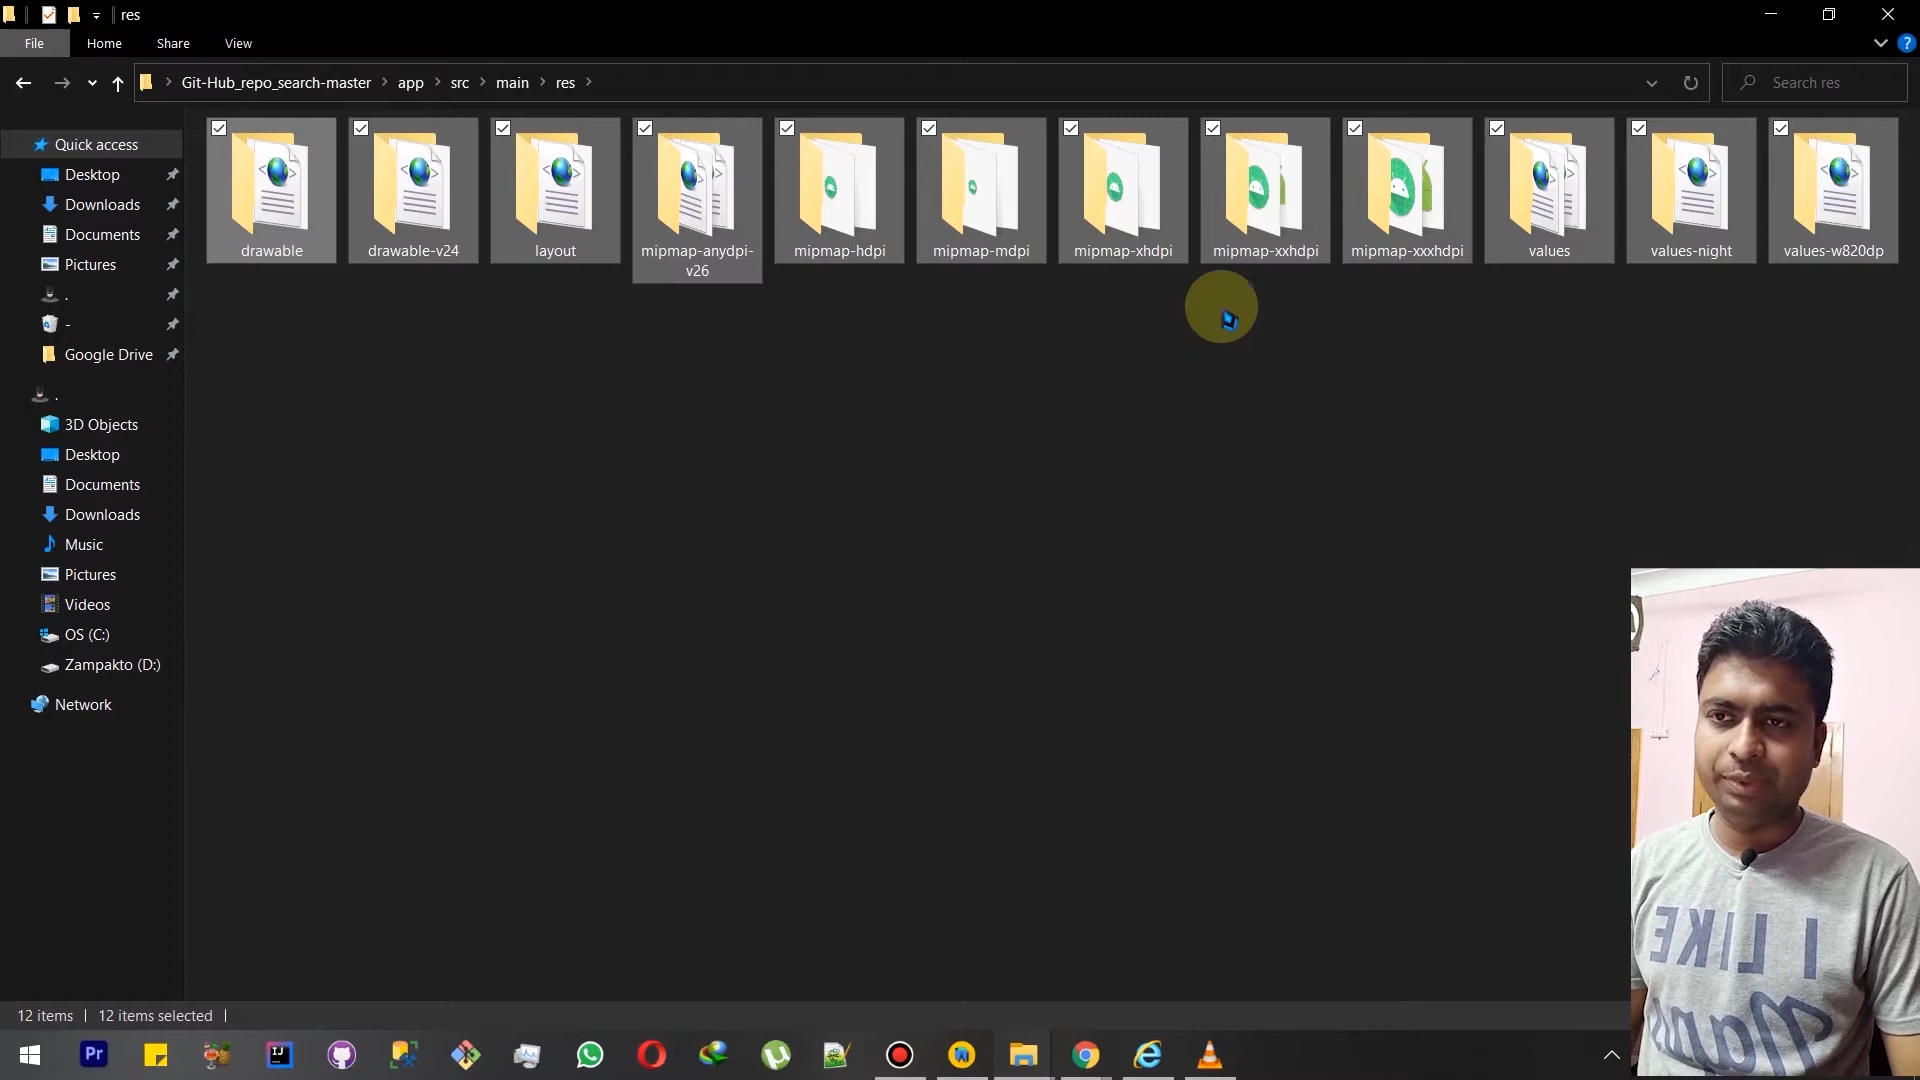 res
File Home Share View
Git-Hub_repo_search-master app src main res
Search res
Quick access
Desktop
Downloads
Documents
Pictures
.
-
Google Drive
.
3D Objects
Desktop
Documents
Downloads
Music
Pictures
Videos
OS (C:)
Zampakto (D:)
Network
drawable
drawable-v24
layout
mipmap-anydpi-
v26
mipmap-hdpi
mipmap-mdpi
mipmap-xhdpi
mipmap-xxhdpi
mipmap-xxxhdpi
values
values-night
values-w820dp
I LIKE
12 items 12 items selected
Pr
IJ